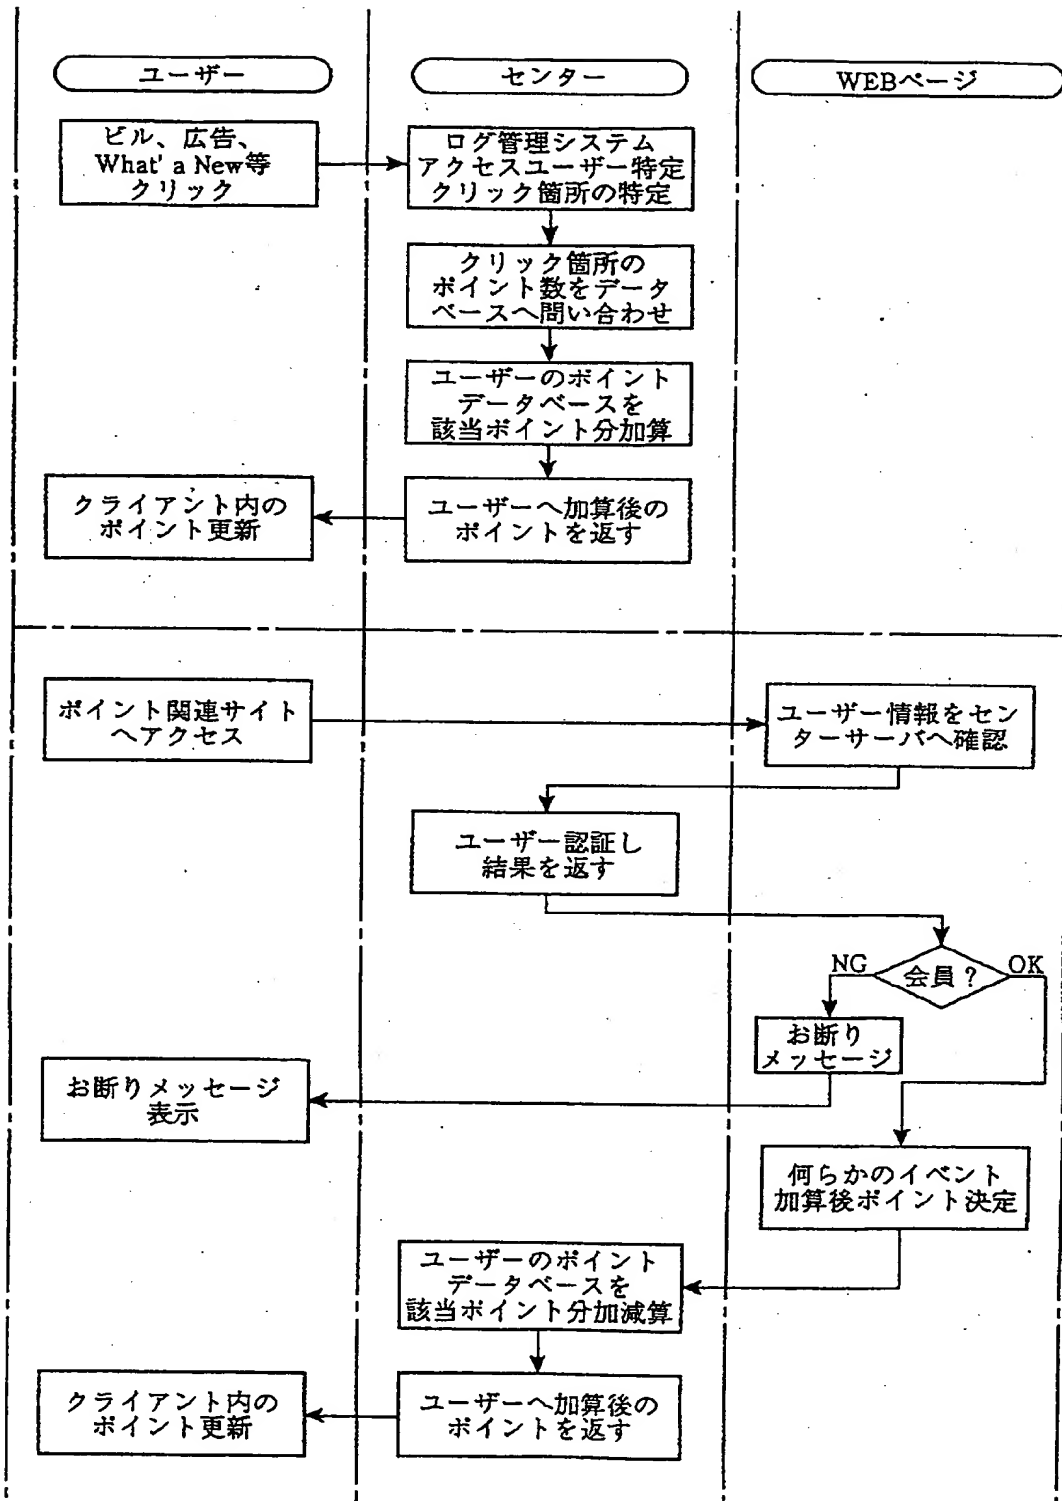 ユーザー
センター
WEBページ
ビル、広告、
What' a New等
クリック
ログ管理システム
アクセスユーザー特定
クリック箇所の特定
クリック箇所の
ポイント数をデータ
ベースへ問い合わせ
ユーザーのポイント
データベースを
該当ポイント分加算
クライアント内の
ポイント更新
ユーザーへ加算後の
ポイントを返す
ポイント関連サイト
へアクセス
ユーザー情報をセン
ターサーバへ確認
ユーザー認証し
結果を返す
NG
会員？
OK
お断り
メッセージ
お断りメッセージ
表示
何らかのイベント
加算後ポイント決定
ユーザーのポイント
データベースを
該当ポイント分加減算
クライアント内の
ポイント更新
ユーザーへ加算後の
ポイントを返す